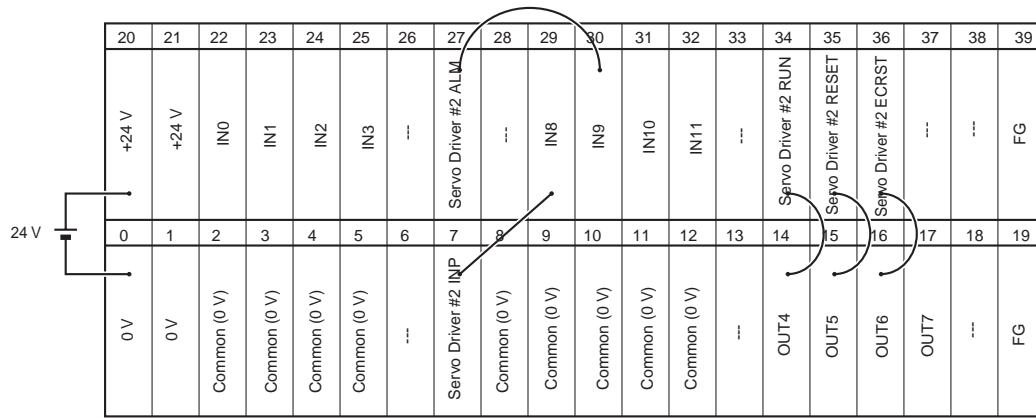 20 21 22 23 24 25 26 27 28 29 30 31 32 33 34 35 36 37 38 39
+24 V
+24 V
IN0
IN1
IN2
IN3
---
Servo Driver #2 ALM
---
IN8
IN9
IN10
IN11
---
Servo Driver #2 RUN
Servo Driver #2 RESET
Servo Driver #2 ECRST
---
---
FG
24 V
0 1 2 3 4 5 6 7 8 9 10 11 12 13 14 15 16 17 18 19
0 V
0 V
Common (0 V)
Common (0 V)
Common (0 V)
Common (0 V)
---
Servo Driver #2 INP
Common (0 V)
Common (0 V)
Common (0 V)
Common (0 V)
Common (0 V)
---
OUT4
OUT5
OUT6
OUT7
---
FG